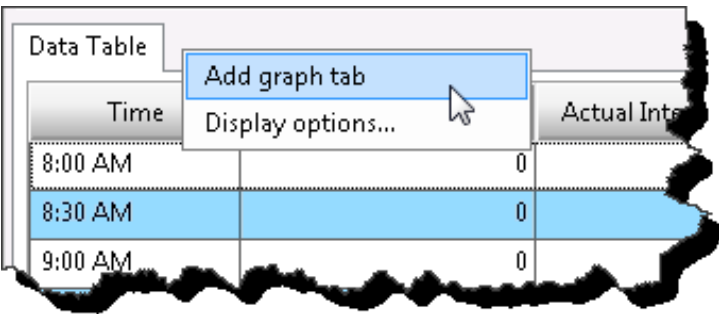 Data Table
Add graph tab
Display options...
Time
Actual
8:00 AM 0
8:30 AM 0
9:00 AM 0